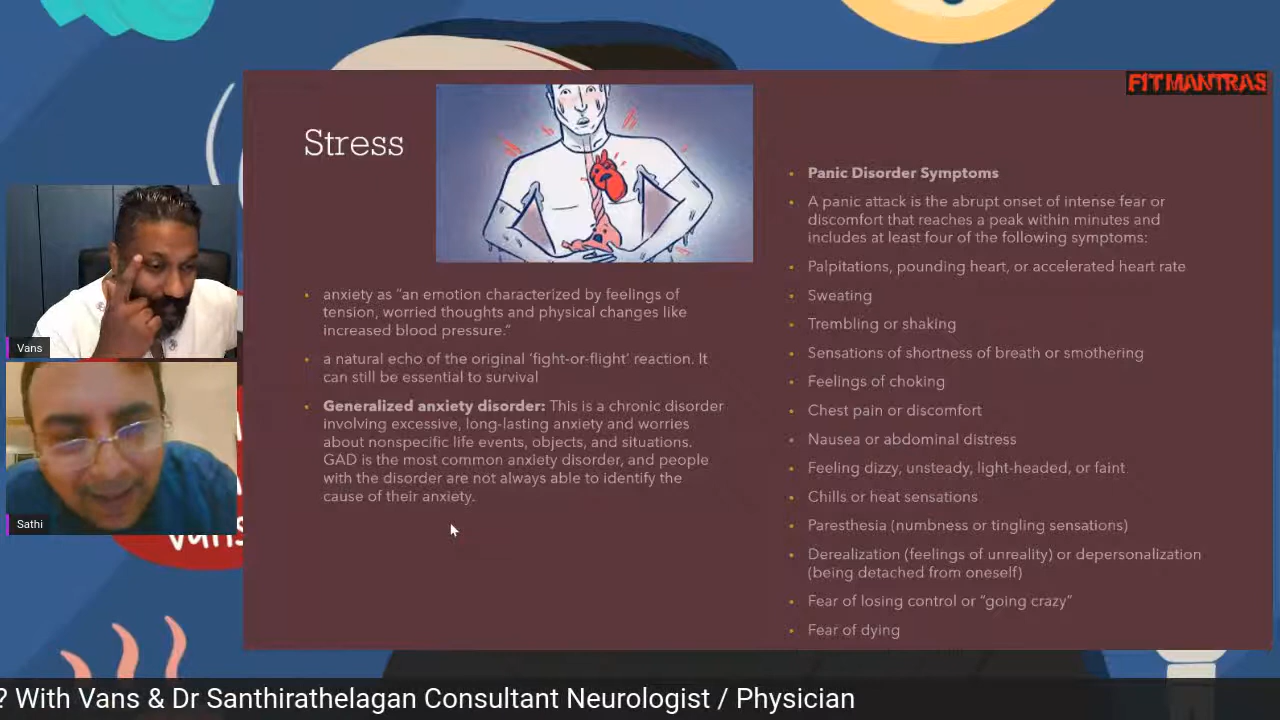 FITMANTRAS
Stress
anxiety as “an emotion characterized by feelings of
tension, worried thoughts and physical changes like
increased blood pressure.”
a natural echo of the original ‘fight-or-flight’ reaction. It
can still be essential to survival
Generalized anxiety disorder: This is a chronic disorder
involving excessive, long-lasting anxiety and worries
about nonspecific life events, objects, and situations.
GAD is the most common anxiety disorder, and people
with the disorder are not always able to identify the
cause of their anxiety.
Panic Disorder Symptoms
A panic attack is the abrupt onset of intense fear or
discomfort that reaches a peak within minutes and
includes at least four of the following symptoms:
Palpitations, pounding heart, or accelerated heart rate
Sweating
Trembling or shaking
Sensations of shortness of breath or smothering
Feelings of choking
Chest pain or discomfort
Nausea or abdominal distress
Feeling dizzy, unsteady, light-headed, or faint
Chills or heat sensations
Paresthesia (numbness or tingling sensations)
Derealization (feelings of unreality) or depersonalization
(being detached from oneself)
Fear of losing control or “going crazy”
Fear of dying
Vans
Sathi
? With Vans & Dr Santhirathelagan Consultant Neurologist / Physician